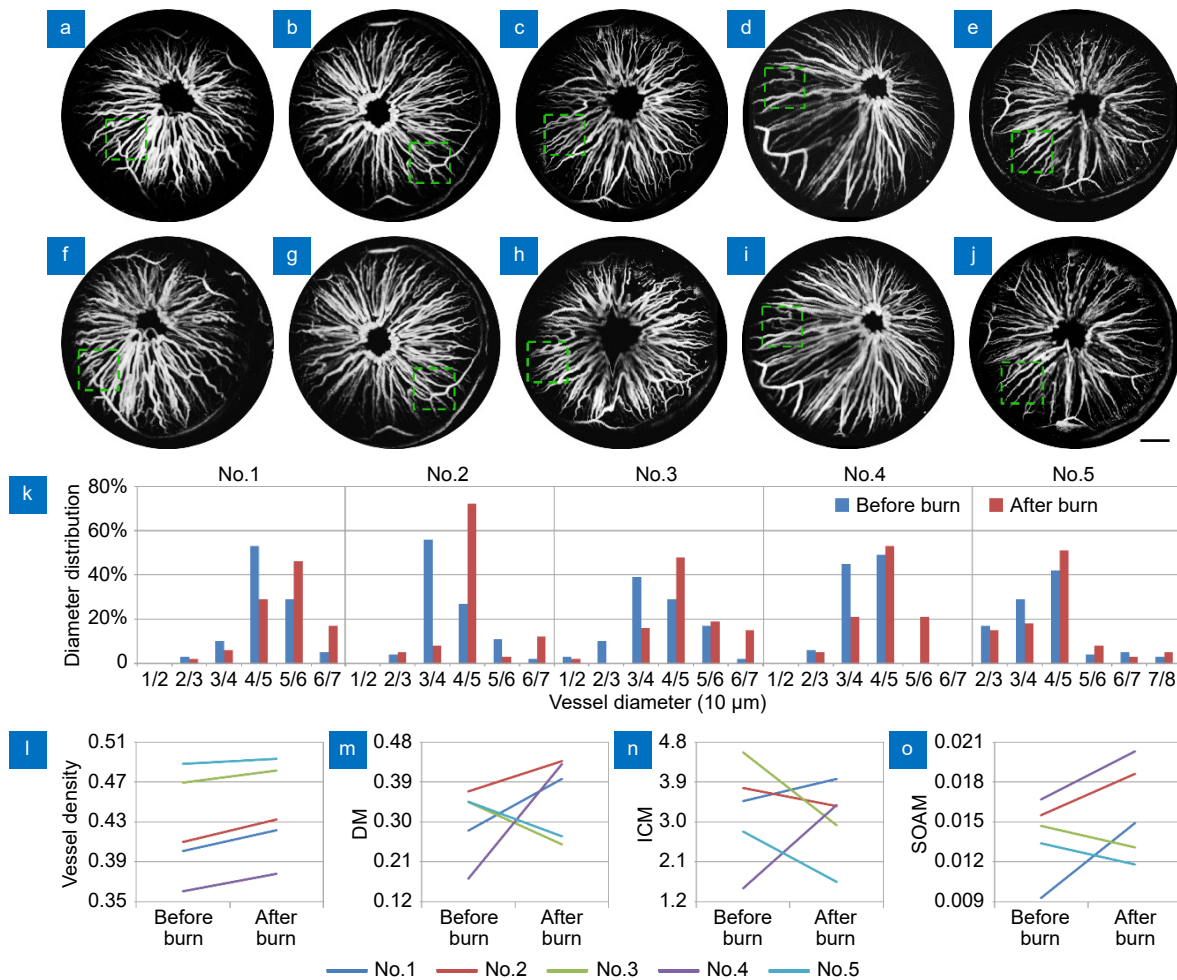 a b c d e
f g h i j
k No.1 No.2 No.3 No.4 No.5
Before burn After burn
Diameter distribution
80%
60%
40%
20%
0
1/2 2/3 3/4 4/5 5/6 6/7 1/2 2/3 3/4 4/5 5/6 6/7 1/2 2/3 3/4 4/5 5/6 6/7 1/2 2/3 3/4 4/5 5/6 6/7 2/3 3/4 4/5 5/6 6/7 7/8
Vessel diameter (10 µm)
l
Vessel density
0.51
0.47
0.43
0.39
0.35
Before burn After burn
m
DM
0.48
0.39
0.30
0.21
0.12
Before burn After burn
n
ICM
4.8
3.9
3.0
2.1
1.2
Before burn After burn
o
SOAM
0.021
0.018
0.015
0.012
0.009
Before burn After burn
No.1 No.2 No.3 No.4 No.5